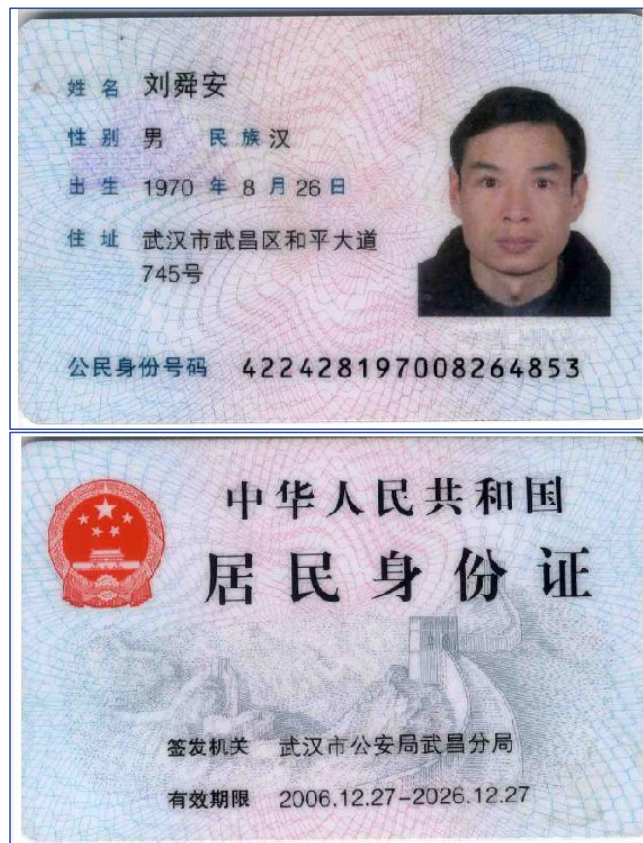 姓名 刘舜安
性别 男 民族 汉
出生 1970 年 8 月 26 日
住址 武汉市武昌区和平大道
745号
公民身份号码 422428197008264853
中华人民共和国
居民身份证
签发机关 武汉市公安局武昌分局
有效期限 2006.12.27-2026.12.27